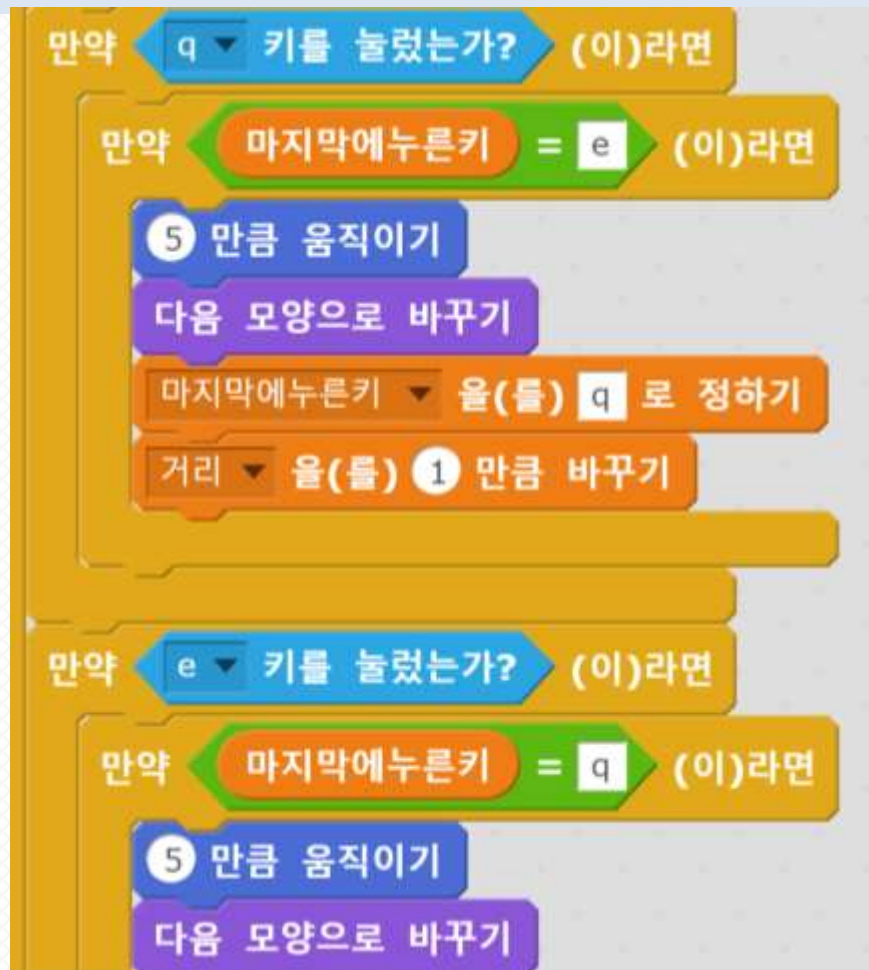 만약 q 키를 눌렀는가? (이)라면
만약 마지막에누른키 = e (이)라면
5 만큼 움직이기
다음 모양으로 바꾸기
마지막에누른키 을(를) q 로 정하기
거리 을(를) 1 만큼 바꾸기
만약 e 키를 눌렀는가? (이)라면
만약 마지막에누른키 = q (이)라면
5 만큼 움직이기
다음 모양으로 바꾸기